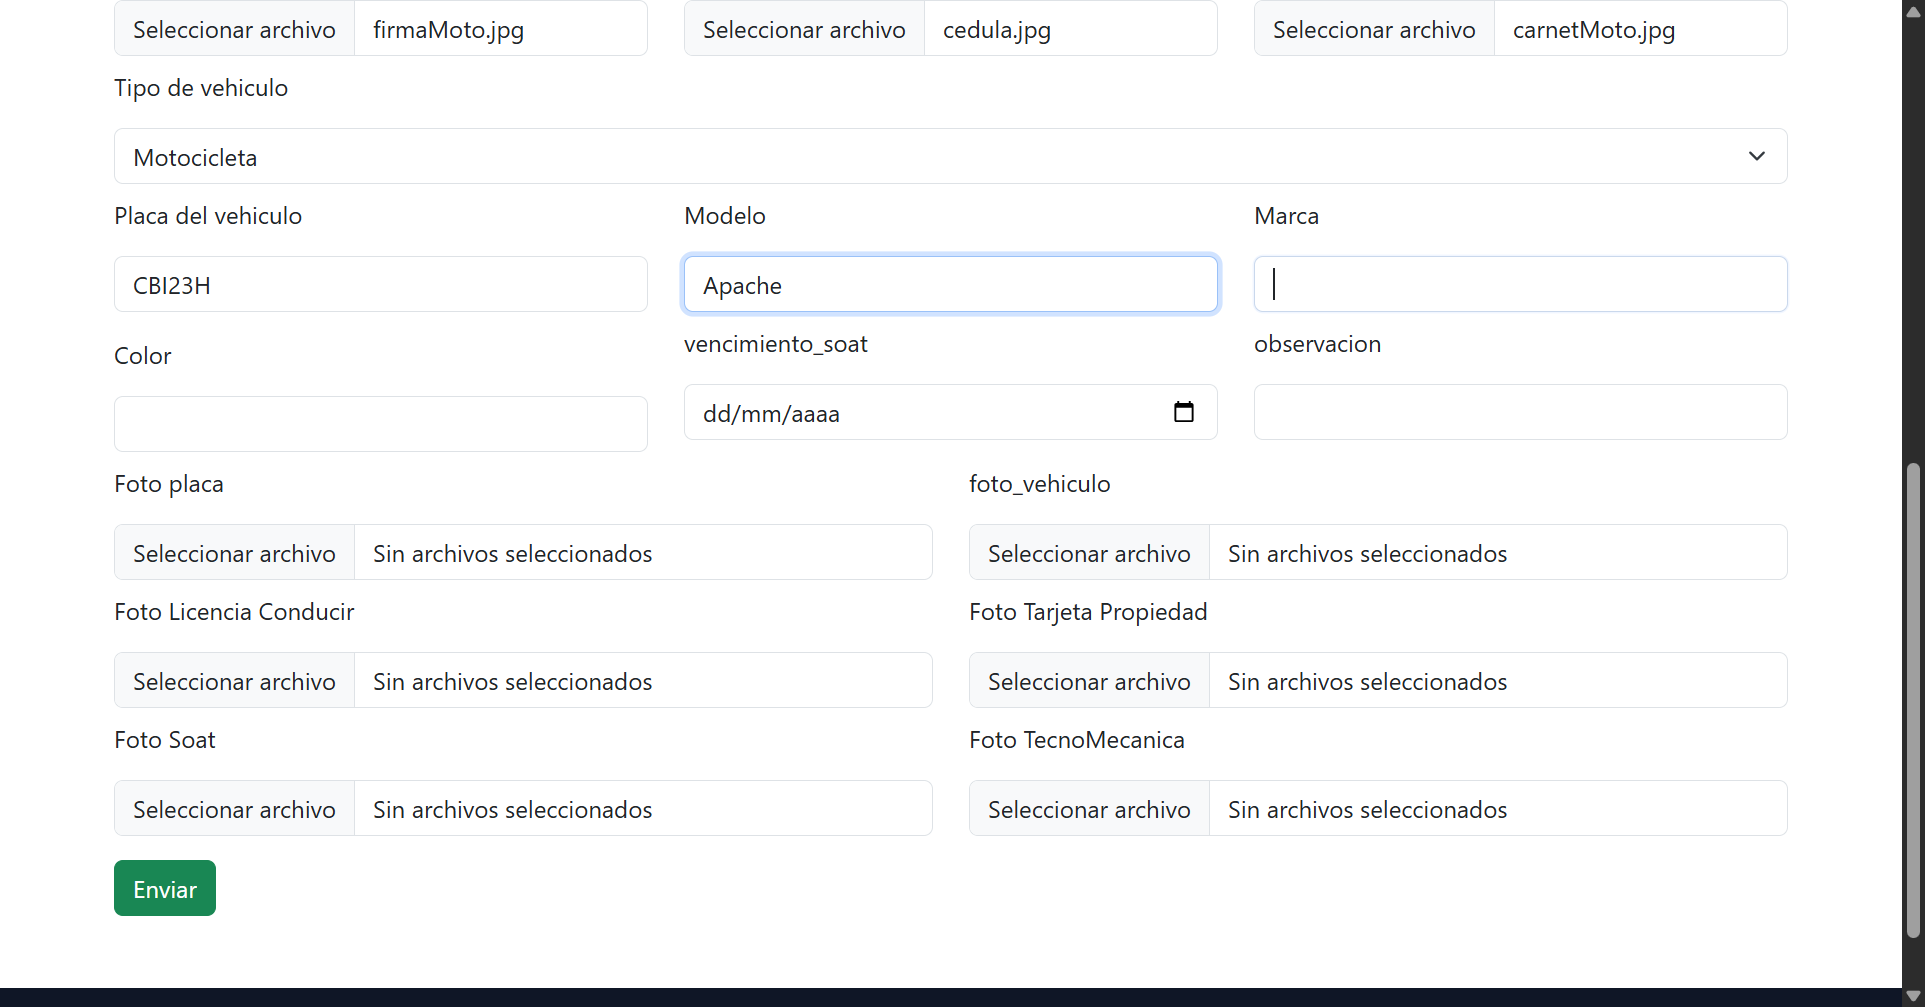 Seleccionar archivo firmaMoto.jpg Seleccionar archivo cedula.jpg Seleccionar archivo carnetMoto.jpg
Tipo de vehiculo
Motocicleta
Placa del vehiculo Modelo Marca
CBI23H Apache
Color vencimiento_soat observacion
dd/mm/aaaa
Foto placa foto_vehiculo
Seleccionar archivo Sin archivos seleccionados Seleccionar archivo Sin archivos seleccionados
Foto Licencia Conducir Foto Tarjeta Propiedad
Seleccionar archivo Sin archivos seleccionados Seleccionar archivo Sin archivos seleccionados
Foto Soat Foto TecnoMecanica
Seleccionar archivo Sin archivos seleccionados Seleccionar archivo Sin archivos seleccionados
Enviar